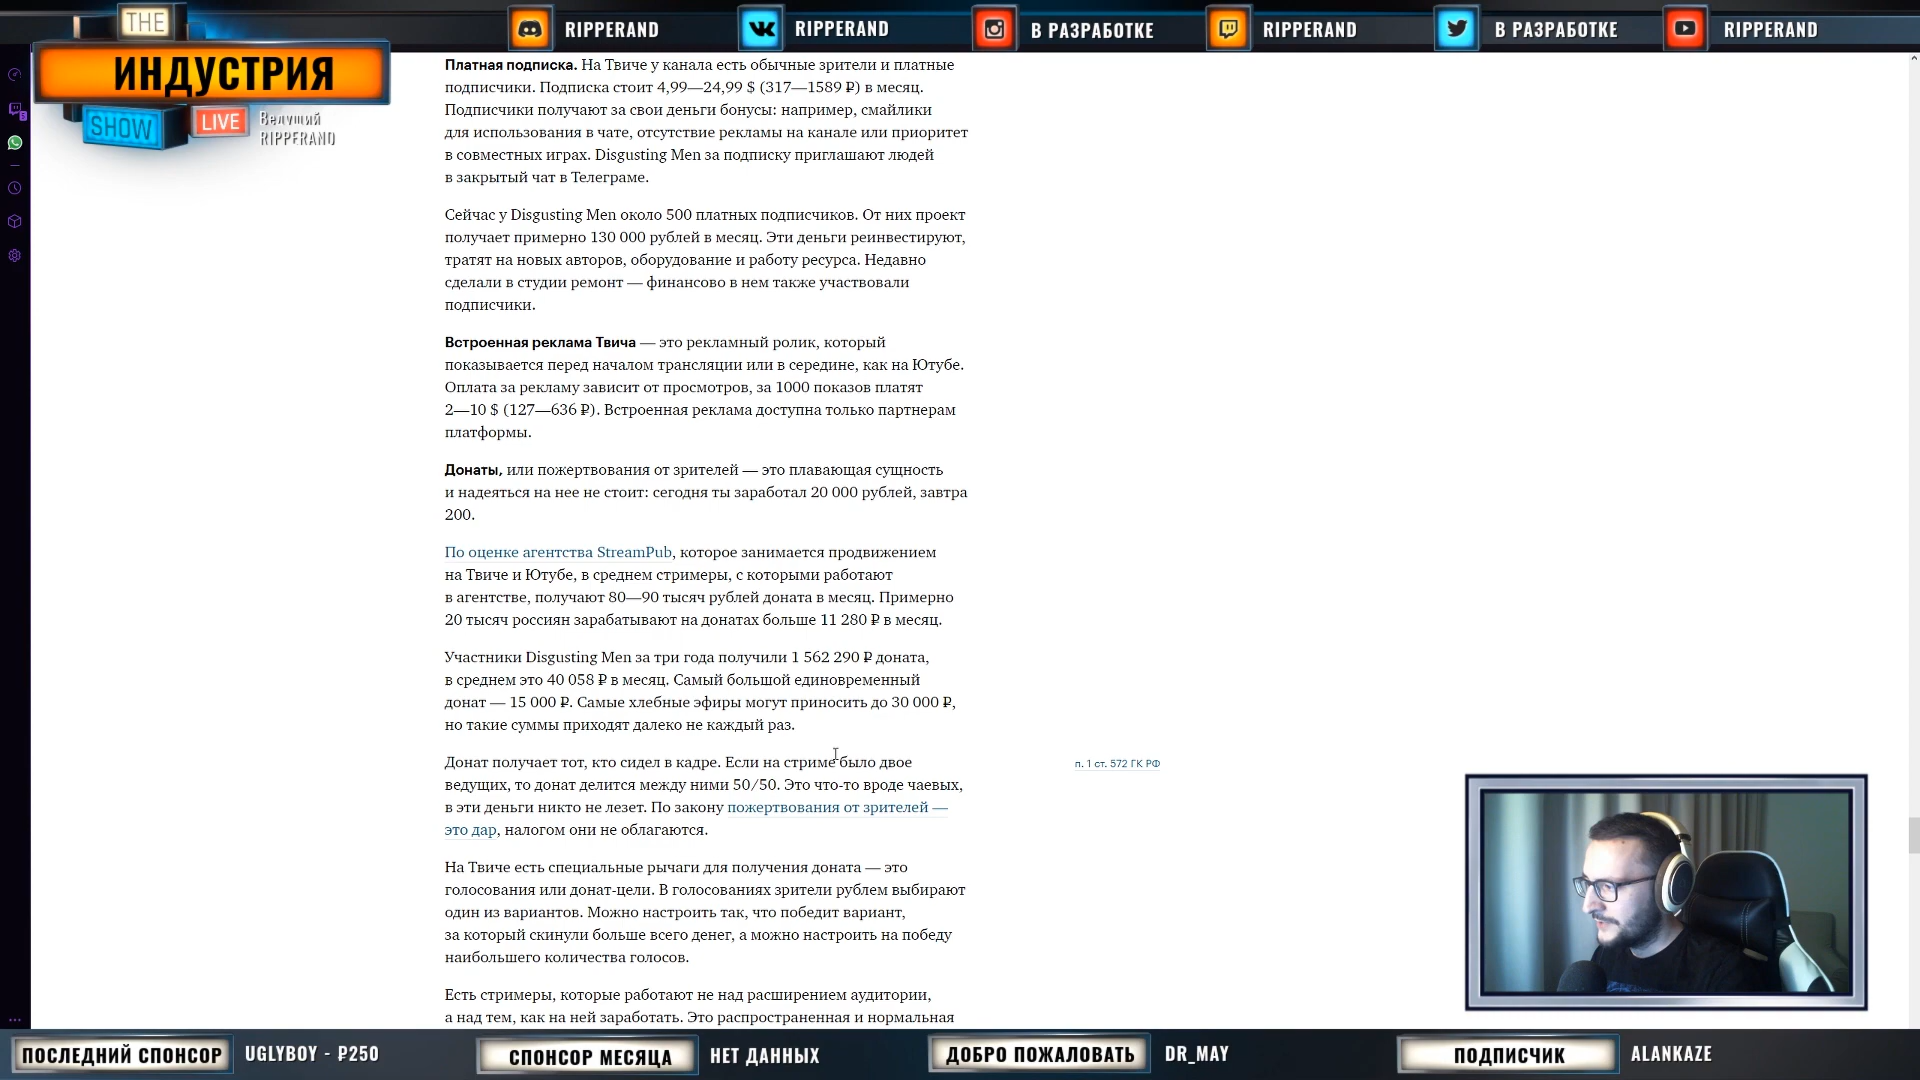 THE
ИНДУСТРИЯ
SHOW
LIVE
Ведущий
RIPPERAND
RIPPERAND
RIPPERAND
В РАЗРАБОТКЕ
RIPPERAND
В РАЗРАБОТКЕ
RIPPERAND
Платная подписка. На Твиче у канала есть обычные зрители и платные
подписчики. Подписка стоит 4,99—24,99 $ (317—1589 ₽) в месяц.
Подписчики получают за свои деньги бонусы: например, смайлики
для использования в чате, отсутствие рекламы на канале или приоритет
в совместных играх. Disgusting Men за подписку приглашают людей
в закрытый чат в Телеграме.
Сейчас у Disgusting Men около 500 платных подписчиков. От них проект
получает примерно 130 000 рублей в месяц. Эти деньги реинвестируют,
тратят на новых авторов, оборудование и работу ресурса. Недавно
сделали в студии ремонт — финансово в нем также участвовали
подписчики.
Встроенная реклама Твича — это рекламный ролик, который
показывается перед началом трансляции или в середине, как на Ютубе.
Оплата за рекламу зависит от просмотров, за 1000 показов платят
2—10 $ (127—636 ₽). Встроенная реклама доступна только партнерам
платформы.
Донаты, или пожертвования от зрителей — это плавающая сущность
и надеяться на нее не стоит: сегодня ты заработал 20 000 рублей, завтра
200.
По оценке агентства StreamPub, которое занимается продвижением
на Твиче и Ютубе, в среднем стримеры, с которыми работают
в агентстве, получают 80—90 тысяч рублей доната в месяц. Примерно
20 тысяч россиян зарабатывают на донатах больше 11 280 ₽ в месяц.
Участники Disgusting Men за три года получили 1 562 290 ₽ доната,
в среднем это 40 058 ₽ в месяц. Самый большой единовременный
донат — 15 000 ₽. Самые хлебные эфиры могут приносить до 30 000 ₽,
но такие суммы приходят далеко не каждый раз.
Донат получает тот, кто сидел в кадре. Если на стриме было двое
ведущих, то донат делится между ними 50/50. Это что-то вроде чаевых,
в эти деньги никто не лезет. По закону пожертвования от зрителей —
это дар, налогом они не облагаются.
п. 1 ст. 572 ГК РФ
На Твиче есть специальные рычаги для получения доната — это
голосования или донат-цели. В голосованиях зрители рублем выбирают
один из вариантов. Можно настроить так, что победит вариант,
за который скинули больше всего денег, а можно настроить на победу
наибольшего количества голосов.
Есть стримеры, которые работают не над расширением аудитории,
а над тем, как на ней заработать. Это распространенная и нормальная
ПОСЛЕДНИЙ СПОНСОР
UGLYBOY - ₽250
СПОНСОР МЕСЯЦА
НЕТ ДАННЫХ
ДОБРО ПОЖАЛОВАТЬ
DR_MAY
ПОДПИСЧИК
ALANKAZE